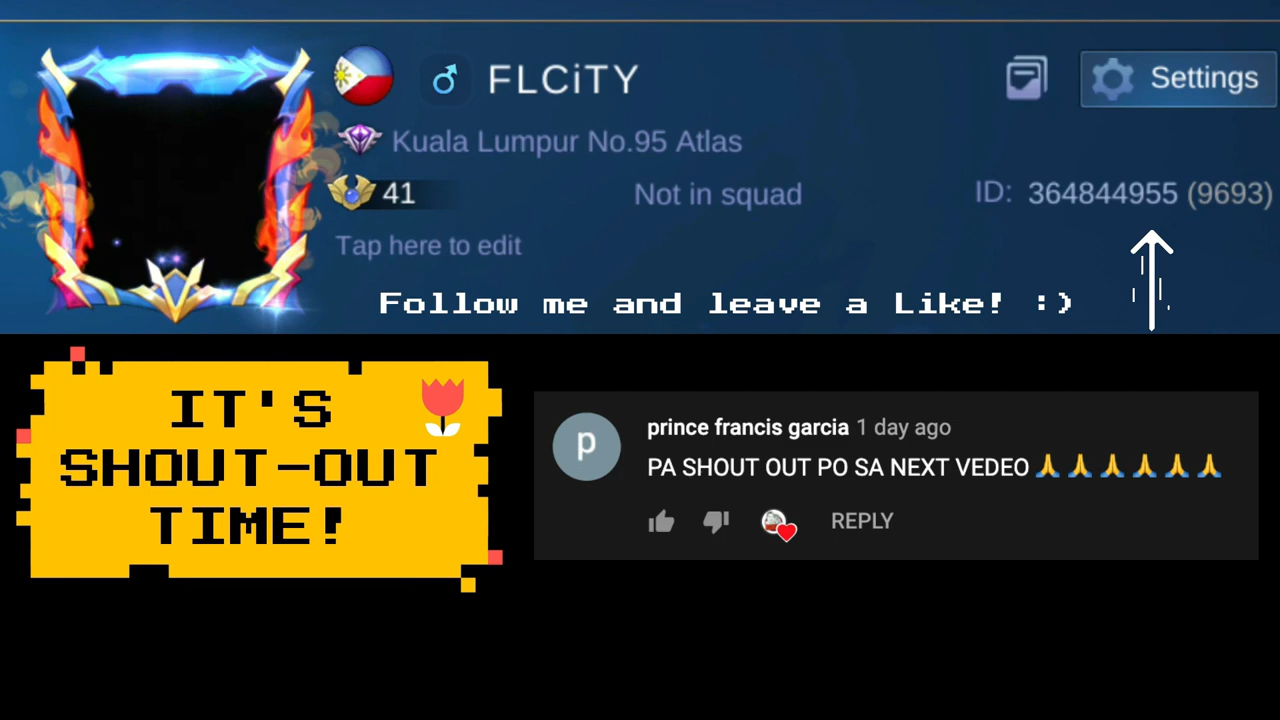 FLCiTY
Settings
Kuala Lumpur No.95 Atlas
41
Not in squad
ID: 364844955 (9693)
Tap here to edit
Follow me and leave a Like! :)
IT'S
SHOUT-OUT
TIME!
p
prince francis garcia 1 day ago
PA SHOUT OUT PO SA NEXT VEDEO🙏🙏🙏🙏🙏🙏
REPLY